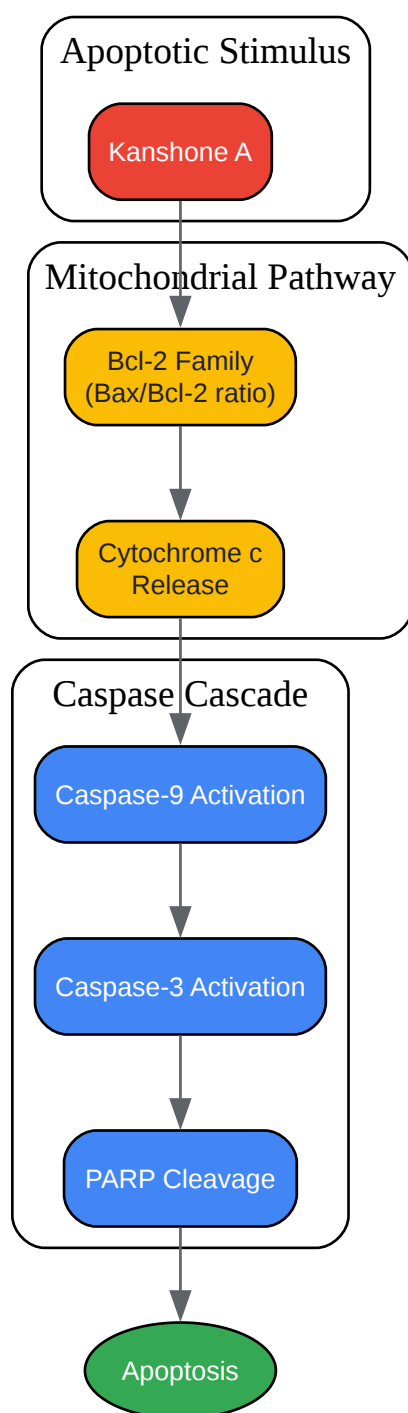 Apoptotic Stimulus
Kanshone A
Mitochondrial Pathway
Bcl-2 Family
(Bax/Bcl-2 ratio)
Cytochrome c
Release
Caspase Cascade
Caspase-9 Activation
Caspase-3 Activation
PARP Cleavage
Apoptosis